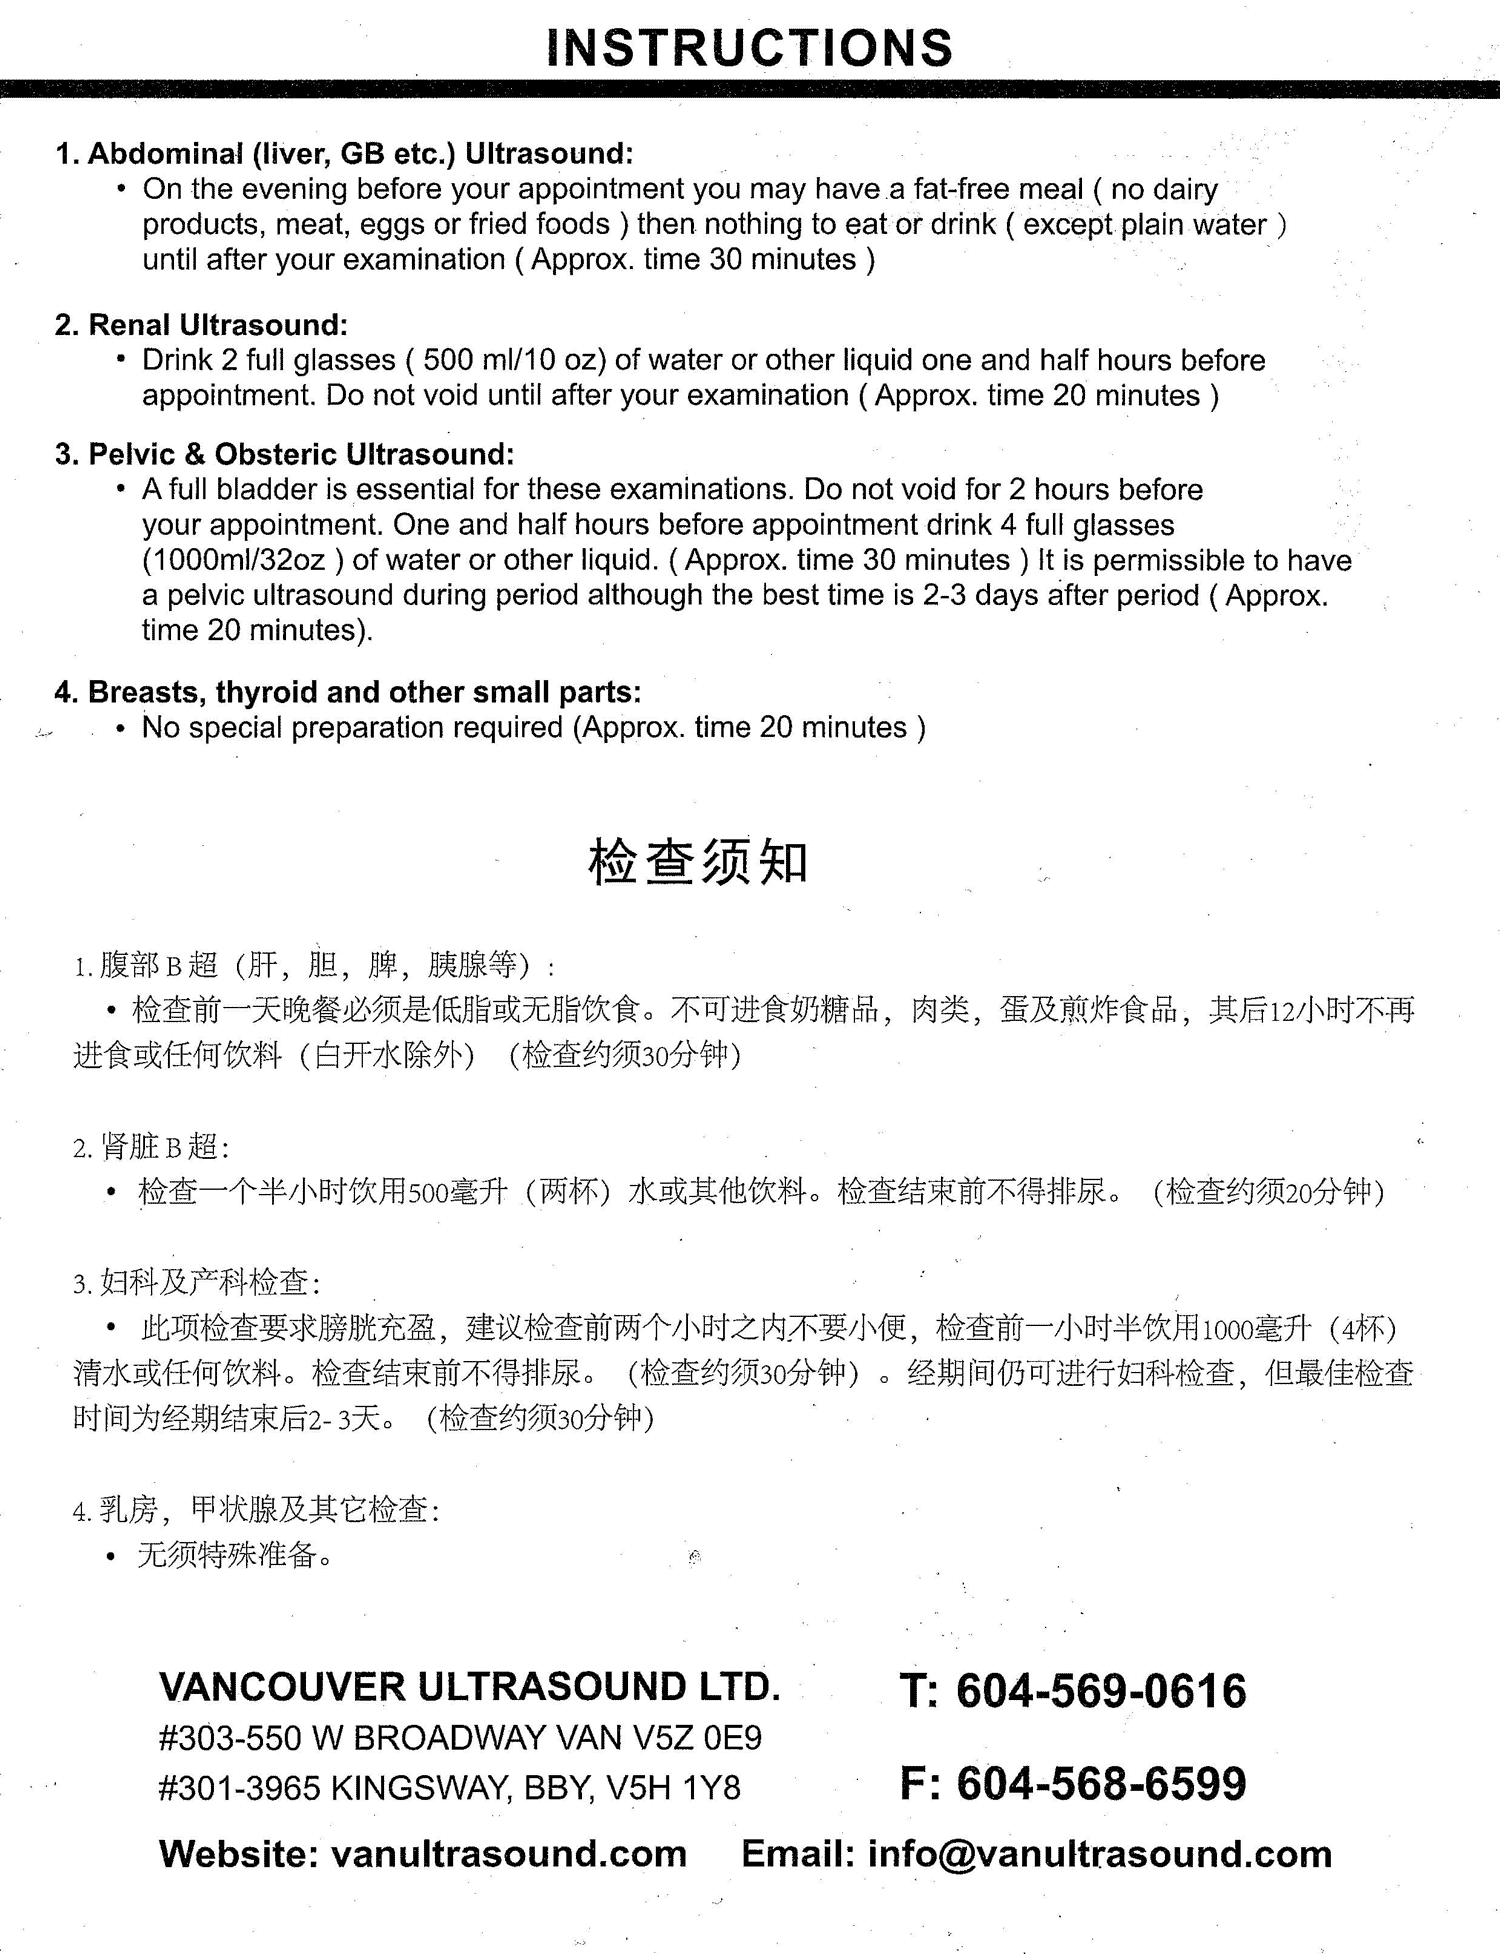 INSTRUCTIONS
1. Abdominal (liver, GB etc.) Ultrasound:
• On the evening before your appointment you may have a fat-free meal ( no dairy
products, meat, eggs or fried foods ) then nothing to eat or drink ( except plain water )
until after your examination ( Approx. time 30 minutes )
2. Renal Ultrasound:
• Drink 2 full glasses ( 500 ml/10 oz) of water or other liquid one and half hours before
appointment. Do not void until after your examination ( Approx. time 20 minutes )
3. Pelvic & Obsteric Ultrasound:
• A full bladder is essential for these examinations. Do not void for 2 hours before
your appointment. One and half hours before appointment drink 4 full glasses
(1000ml/32oz ) of water or other liquid. ( Approx. time 30 minutes ) It is permissible to have
a pelvic ultrasound during period although the best time is 2-3 days after period ( Approx.
time 20 minutes).
4. Breasts, thyroid and other small parts:
• No special preparation required (Approx. time 20 minutes )
检查须知
1. 腹部 B 超（肝，胆，脾，胰腺等）:
• 检查前一天晚餐必须是低脂或无脂饮食。不可进食奶糖品，肉类，蛋及煎炸食品，其后12小时不再
进食或任何饮料（白开水除外）（检查约须30分钟）
2. 肾脏 B 超:
• 检查一个半小时饮用500毫升（两杯）水或其他饮料。检查结束前不得排尿。（检查约须20分钟）
3. 妇科及产科检查:
• 此项检查要求膀胱充盈，建议检查前两个小时之内不要小便，检查前一小时半饮用1000毫升（4杯）
清水或任何饮料。检查结束前不得排尿。（检查约须30分钟）。经期间仍可进行妇科检查，但最佳检查
时间为经期结束后2- 3天。（检查约须30分钟）
4. 乳房，甲状腺及其它检查:
• 无须特殊准备。
VANCOUVER ULTRASOUND LTD. T: 604-569-0616
#303-550 W BROADWAY VAN V5Z 0E9
#301-3965 KINGSWAY, BBY, V5H 1Y8 F: 604-568-6599
Website: vanultrasound.com Email: info@vanultrasound.com